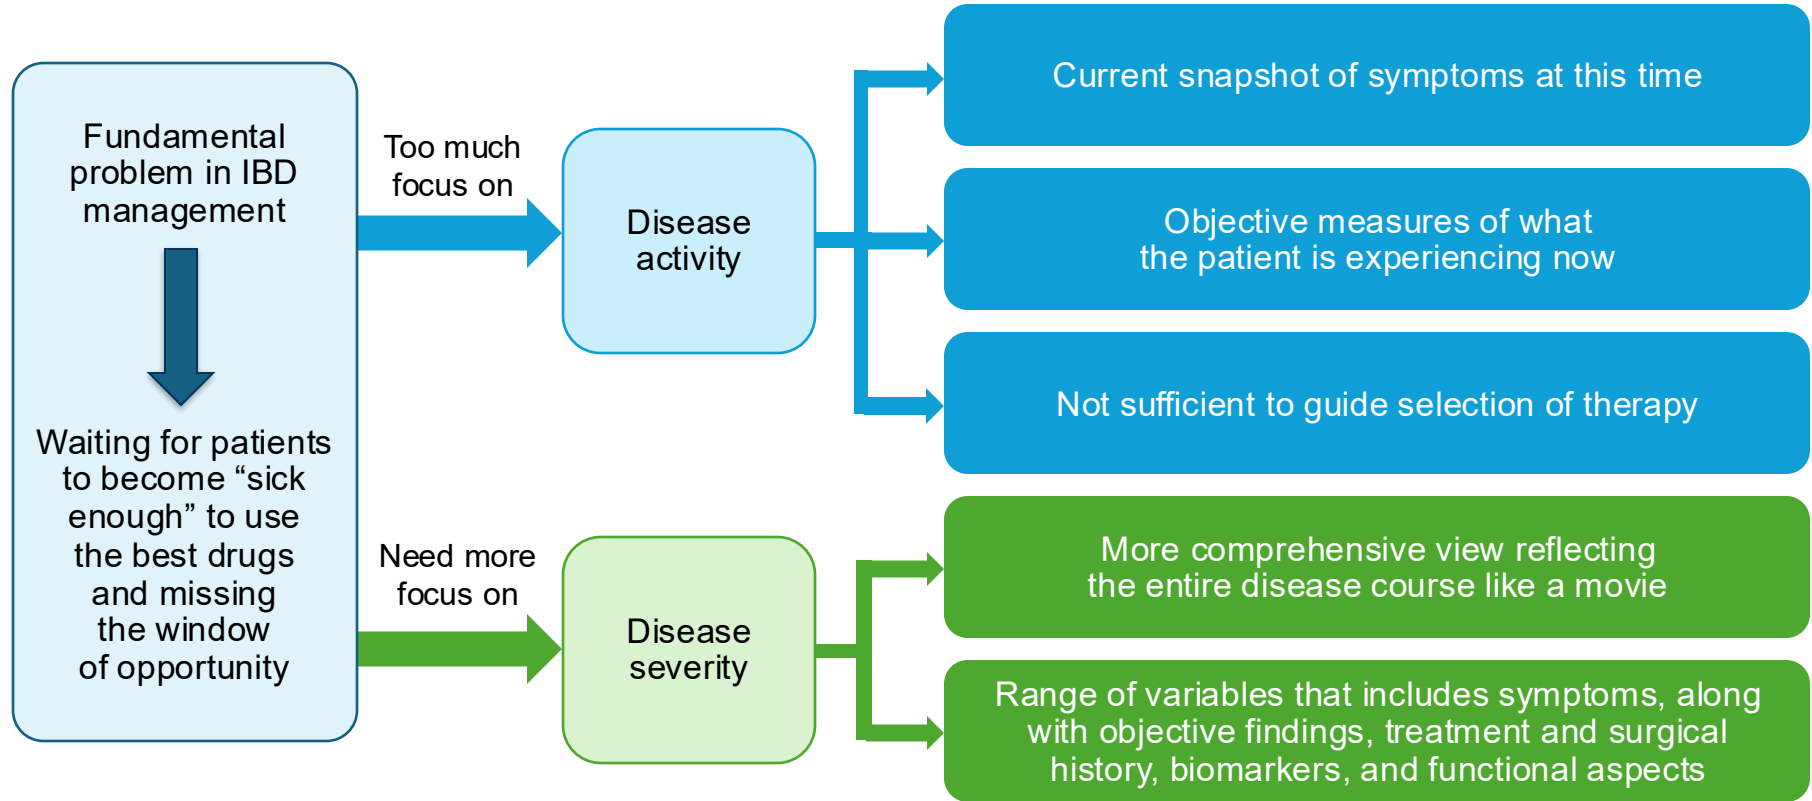 Fundamental
problem in IBD
management
Waiting for patients
to become “sick
enough” to use
the best drugs
and missing
the window
of opportunity
Too much
focus on
Disease
activity
Current snapshot of symptoms at this time
Objective measures of what
the patient is experiencing now
Not sufficient to guide selection of therapy
Need more
focus on
Disease
severity
More comprehensive view reflecting
the entire disease course like a movie
Range of variables that includes symptoms, along
with objective findings, treatment and surgical
history, biomarkers, and functional aspects